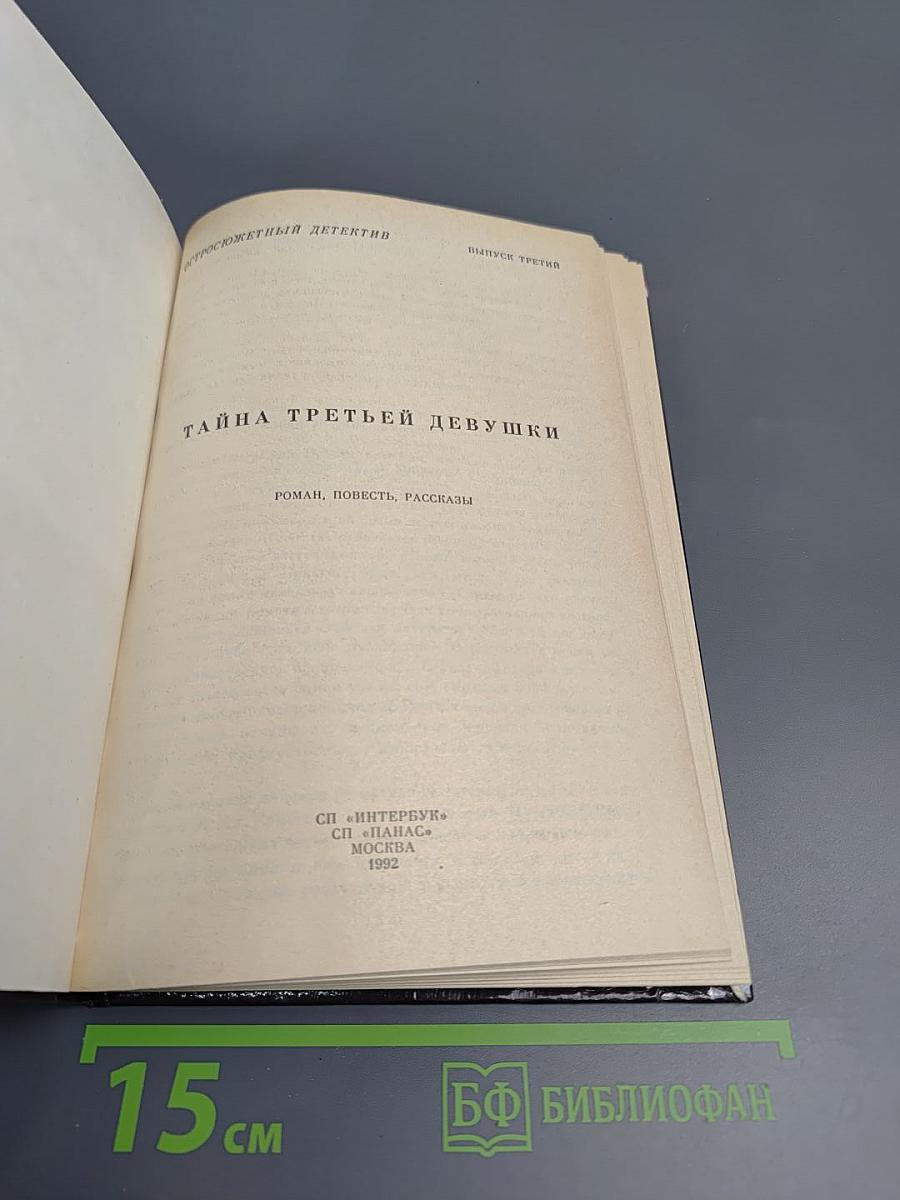 ОСТРОСЮЖЕТНЫЙ ДЕТЕКТИВ
ВЫПУСК ТРЕТИЙ
ТАЙНА ТРЕТЬЕЙ ДЕВУШКИ
РОМАН, ПОВЕСТЬ, РАССКАЗЫ
СП «ИНТЕРБУК»
СП «ПАНАС»
МОСКВА
1992
15 СМ
БФ БИБЛИОФАН